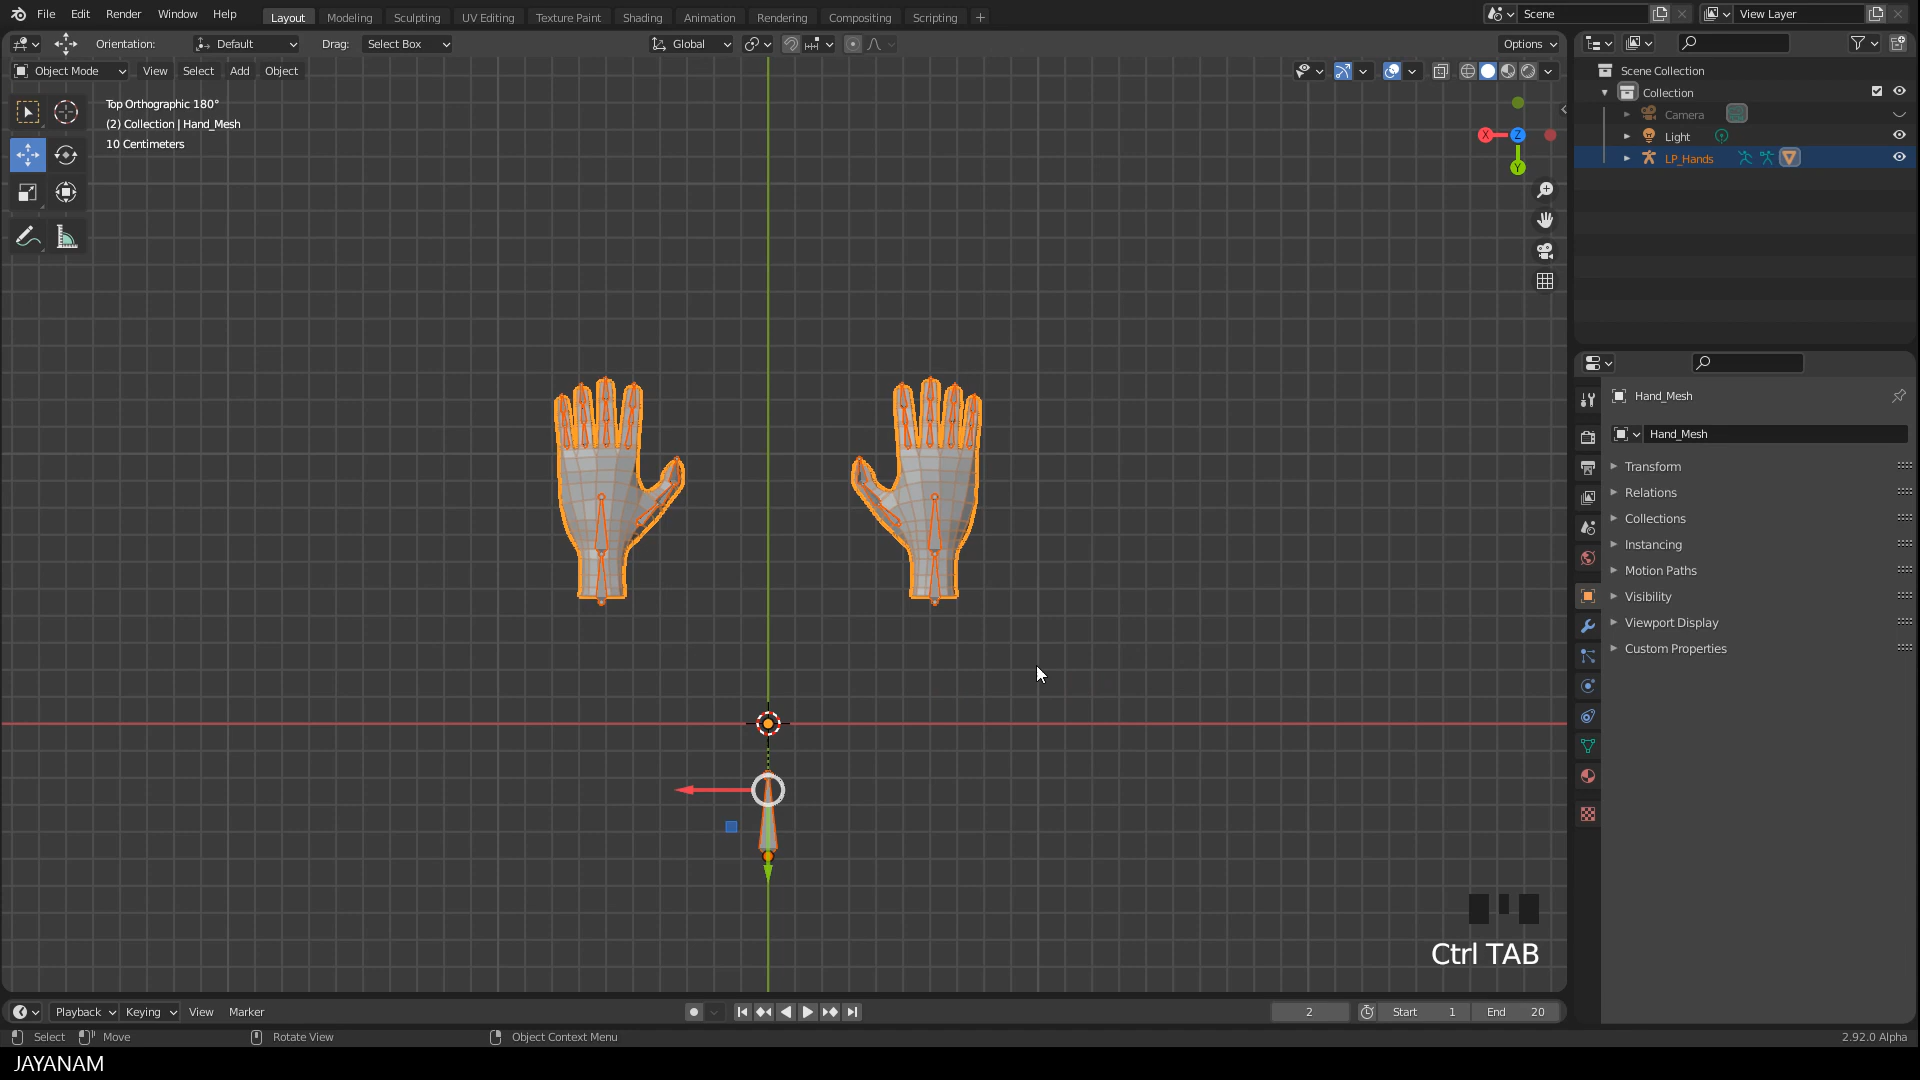 File Edit Render Window Help Layout Modeling Sculpting UV Editing Texture Paint Shading Animation Rendering Compositing Scripting + Scene View Layer
Orientation: Default Drag: Select Box Global Options
Object Mode View Select Add Object
Top Orthographic 180°
(2) Collection | Hand_Mesh
10 Centimeters
X Z
Y
Scene Collection
Collection
Camera
Light
LP_Hands
Hand_Mesh
Hand_Mesh
Transform
Relations
Collections
Instancing
Motion Paths
Visibility
Viewport Display
Custom Properties
Ctrl TAB
Playback Keying View Marker 2 Start 1 End 20
Select Move Rotate View Object Context Menu 2.92.0 Alpha
JAYANAM